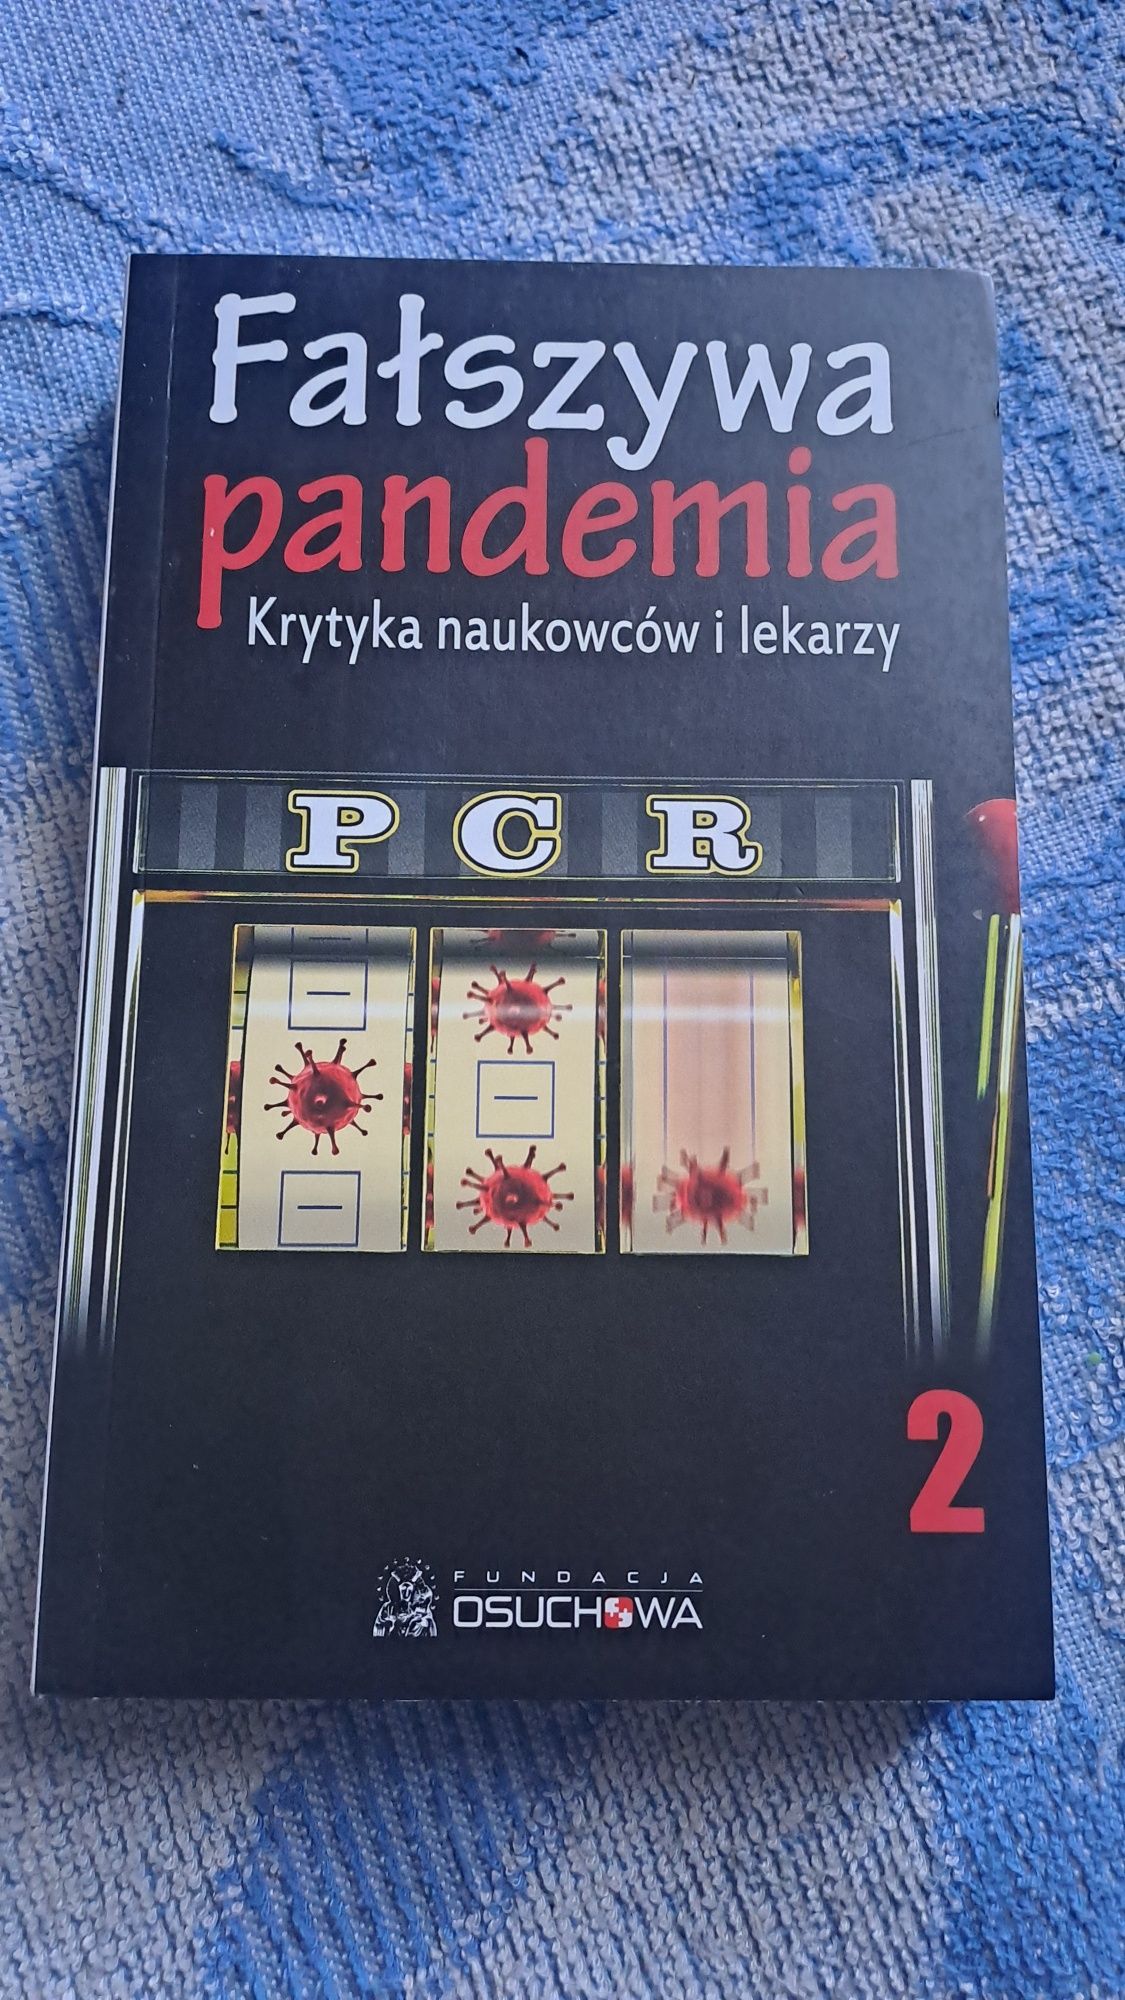 Fałszywa
pandemia
Krytyka naukowców i lekarzy
PCR
2
FUNDACJA
OSUCHOWA